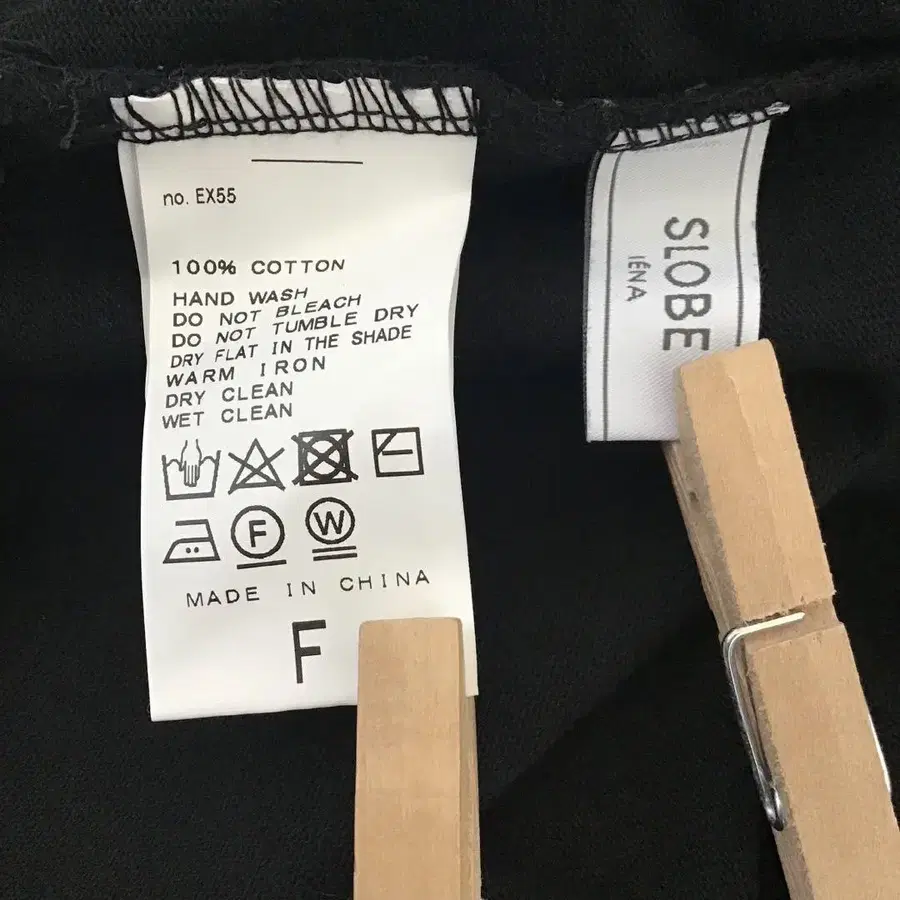 no. EX55
100% COTTON
HAND WASH
DO NOT BLEACH
DO NOT TUMBLE DRY
DRY FLAT IN THE SHADE
WARM IRON
DRY CLEAN
WET CLEAN
F
W
MADE IN CHINA
F
SLOBE
IÉNA